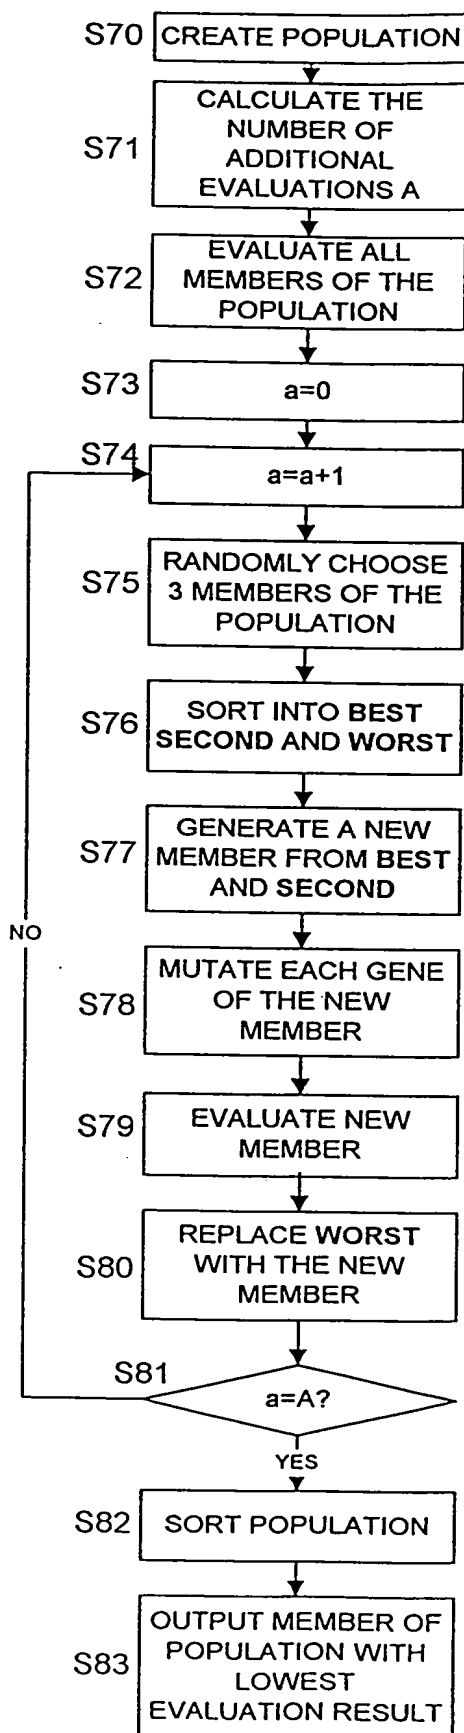 S70 CREATE POPULATION
S71
CALCULATE THE
NUMBER OF
ADDITIONAL
EVALUATIONS A
S72
EVALUATE ALL
MEMBERS OF THE
POPULATION
S73
a=0
S74
a=a+1
S75
RANDOMLY CHOOSE
3 MEMBERS OF THE
POPULATION
S76
SORT INTO BEST
SECOND AND WORST
S77
GENERATE A NEW
MEMBER FROM BEST
AND SECOND
NO
S78
MUTATE EACH GENE
OF THE NEW
MEMBER
S79
EVALUATE NEW
MEMBER
S80
REPLACE WORST
WITH THE NEW
MEMBER
S81
a=A?
YES
S82
SORT POPULATION
S83
OUTPUT MEMBER OF
POPULATION WITH
LOWEST
EVALUATION RESULT